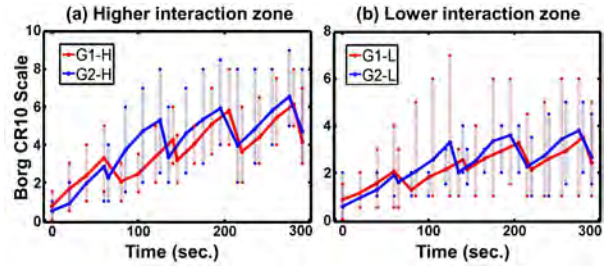 (a) Higher interaction zone
(b) Lower interaction zone
Borg CR10 Scale
10
8
6
4
2
0
G1-H
G2-H
0
100
200
300
Time (sec.)
8
6
4
2
0
G1-L
G2-L
0
100
200
300
Time (sec.)